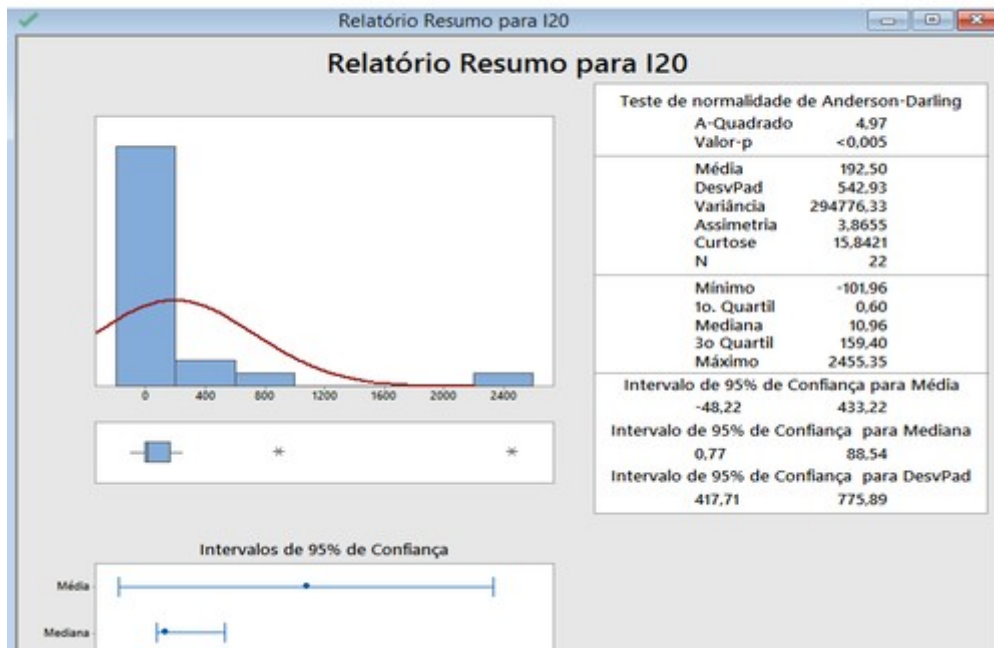 Relatório Resumo para I20
Relatório Resumo para I20
0 400 800 1200 1600 2000 2400
Teste de normalidade de Anderson-Darling
A-Quadrado 4,97
Valor-p <0,005
Média 192,50
DesvPad 542,93
Variância 294776,33
Assimetria 3,8655
Curtose 15,8421
N 22
Mínimo -101,96
1o. Quartil 0,60
Mediana 10,96
3o Quartil 159,40
Máximo 2455,35
Intervalo de 95% de Confiança para Média
-48,22 433,22
Intervalo de 95% de Confiança para Mediana
0,77 88,54
Intervalo de 95% de Confiança para DesvPad
417,71 775,89
Intervalos de 95% de Confiança
Média
Mediana